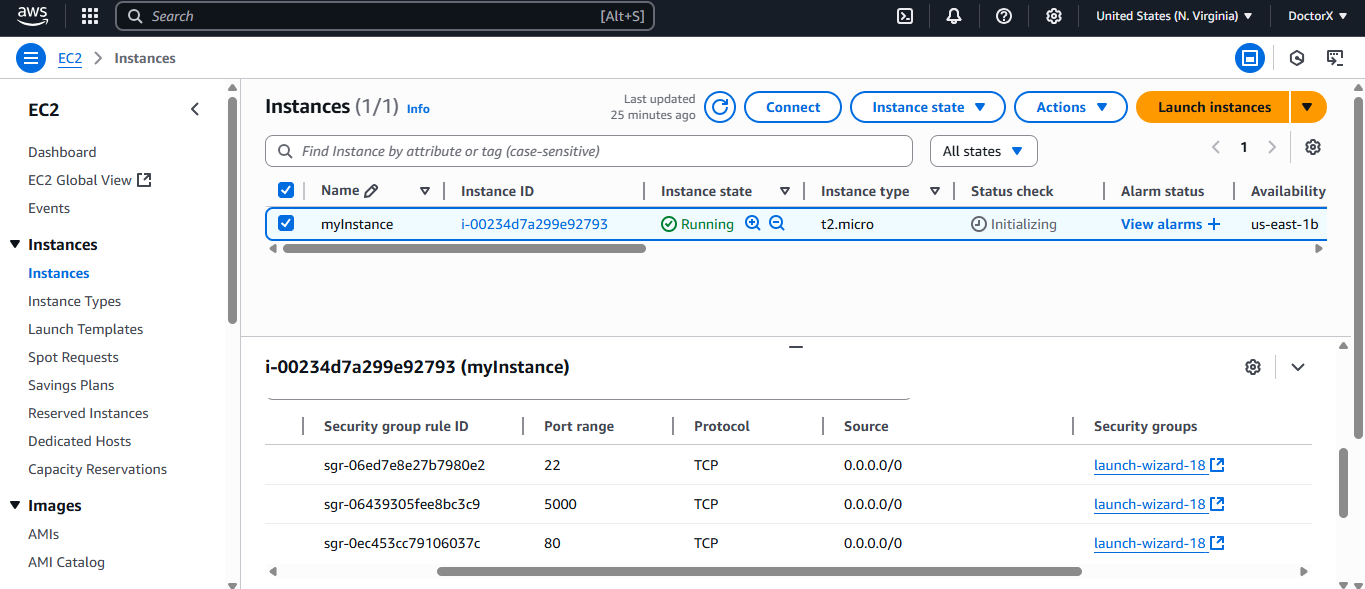 aws Search [Alt+S] United States (N. Virginia) DoctorX
EC2 Instances
EC2
Dashboard
EC2 Global View
Events
Instances
Instances
Instance Types
Launch Templates
Spot Requests
Savings Plans
Reserved Instances
Dedicated Hosts
Capacity Reservations
Images
AMIs
AMI Catalog
Instances (1/1) Info
Last updated
25 minutes ago
Connect Instance state Actions Launch instances
Find Instance by attribute or tag (case-sensitive) All states 1
Name Instance ID Instance state Instance type Status check Alarm status Availability
myInstance i-00234d7a299e92793 Running t2.micro Initializing View alarms + us-east-1b
i-00234d7a299e92793 (myInstance)
Security group rule ID Port range Protocol Source Security groups
sgr-06ed7e8e27b7980e2 22 TCP 0.0.0.0/0 launch-wizard-18
sgr-06439305fee8bc3c9 5000 TCP 0.0.0.0/0 launch-wizard-18
sgr-0ec453cc79106037c 80 TCP 0.0.0.0/0 launch-wizard-18